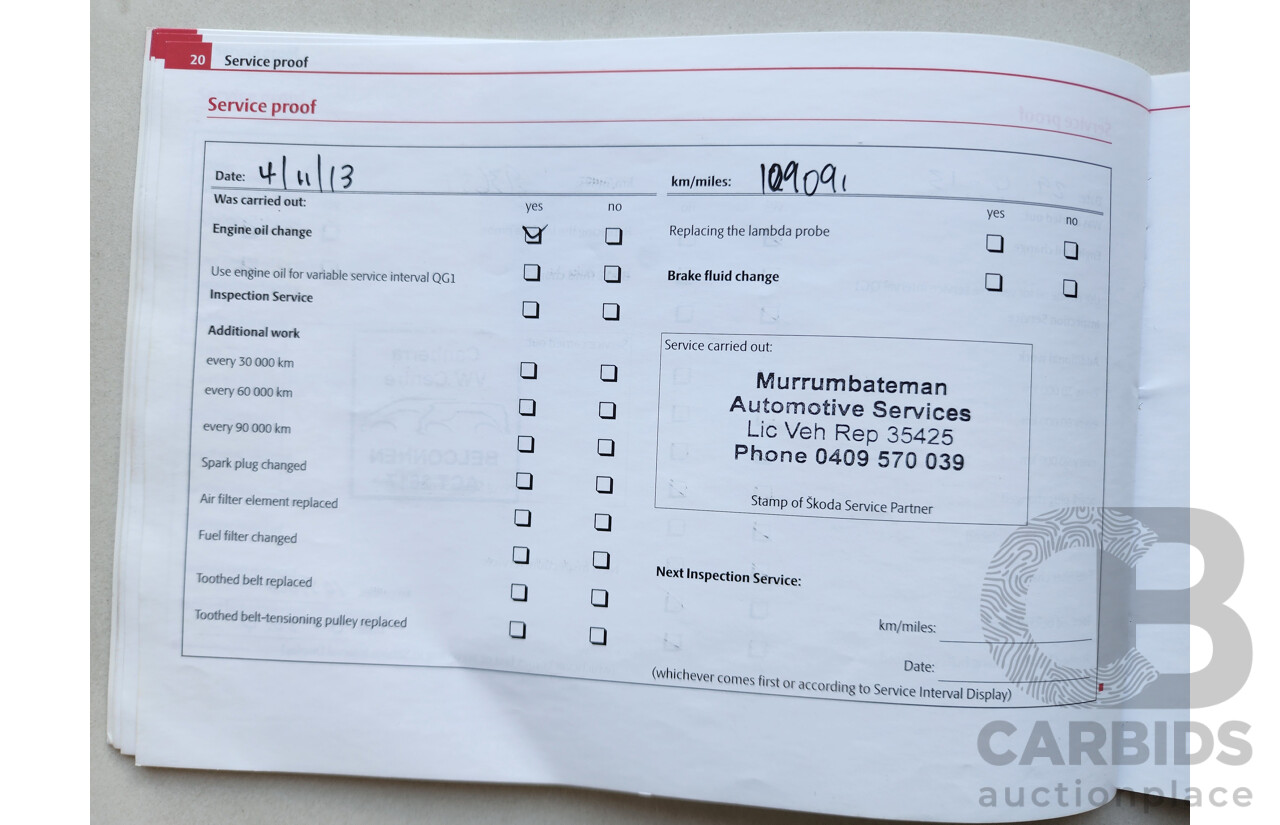 20 Service proof
Service proof
Date: 4/11/13
km/miles: 109091
Was carried out:
yes no
yes no
Engine oil change
Replacing the lambda probe
Use engine oil for variable service interval QG1
Brake fluid change
Inspection Service
Additional work
every 30 000 km
every 60 000 km
every 90 000 km
Spark plug changed
Air filter element replaced
Fuel filter changed
Toothed belt replaced
Toothed belt-tensioning pulley replaced
Service carried out:
Murrumbateman
Automotive Services
Lic Veh Rep 35425
Phone 0409 570 039
Stamp of Škoda Service Partner
Next Inspection Service:
km/miles:
Date:
(whichever comes first or according to Service Interval Display)
CARBIDS
auctionplace